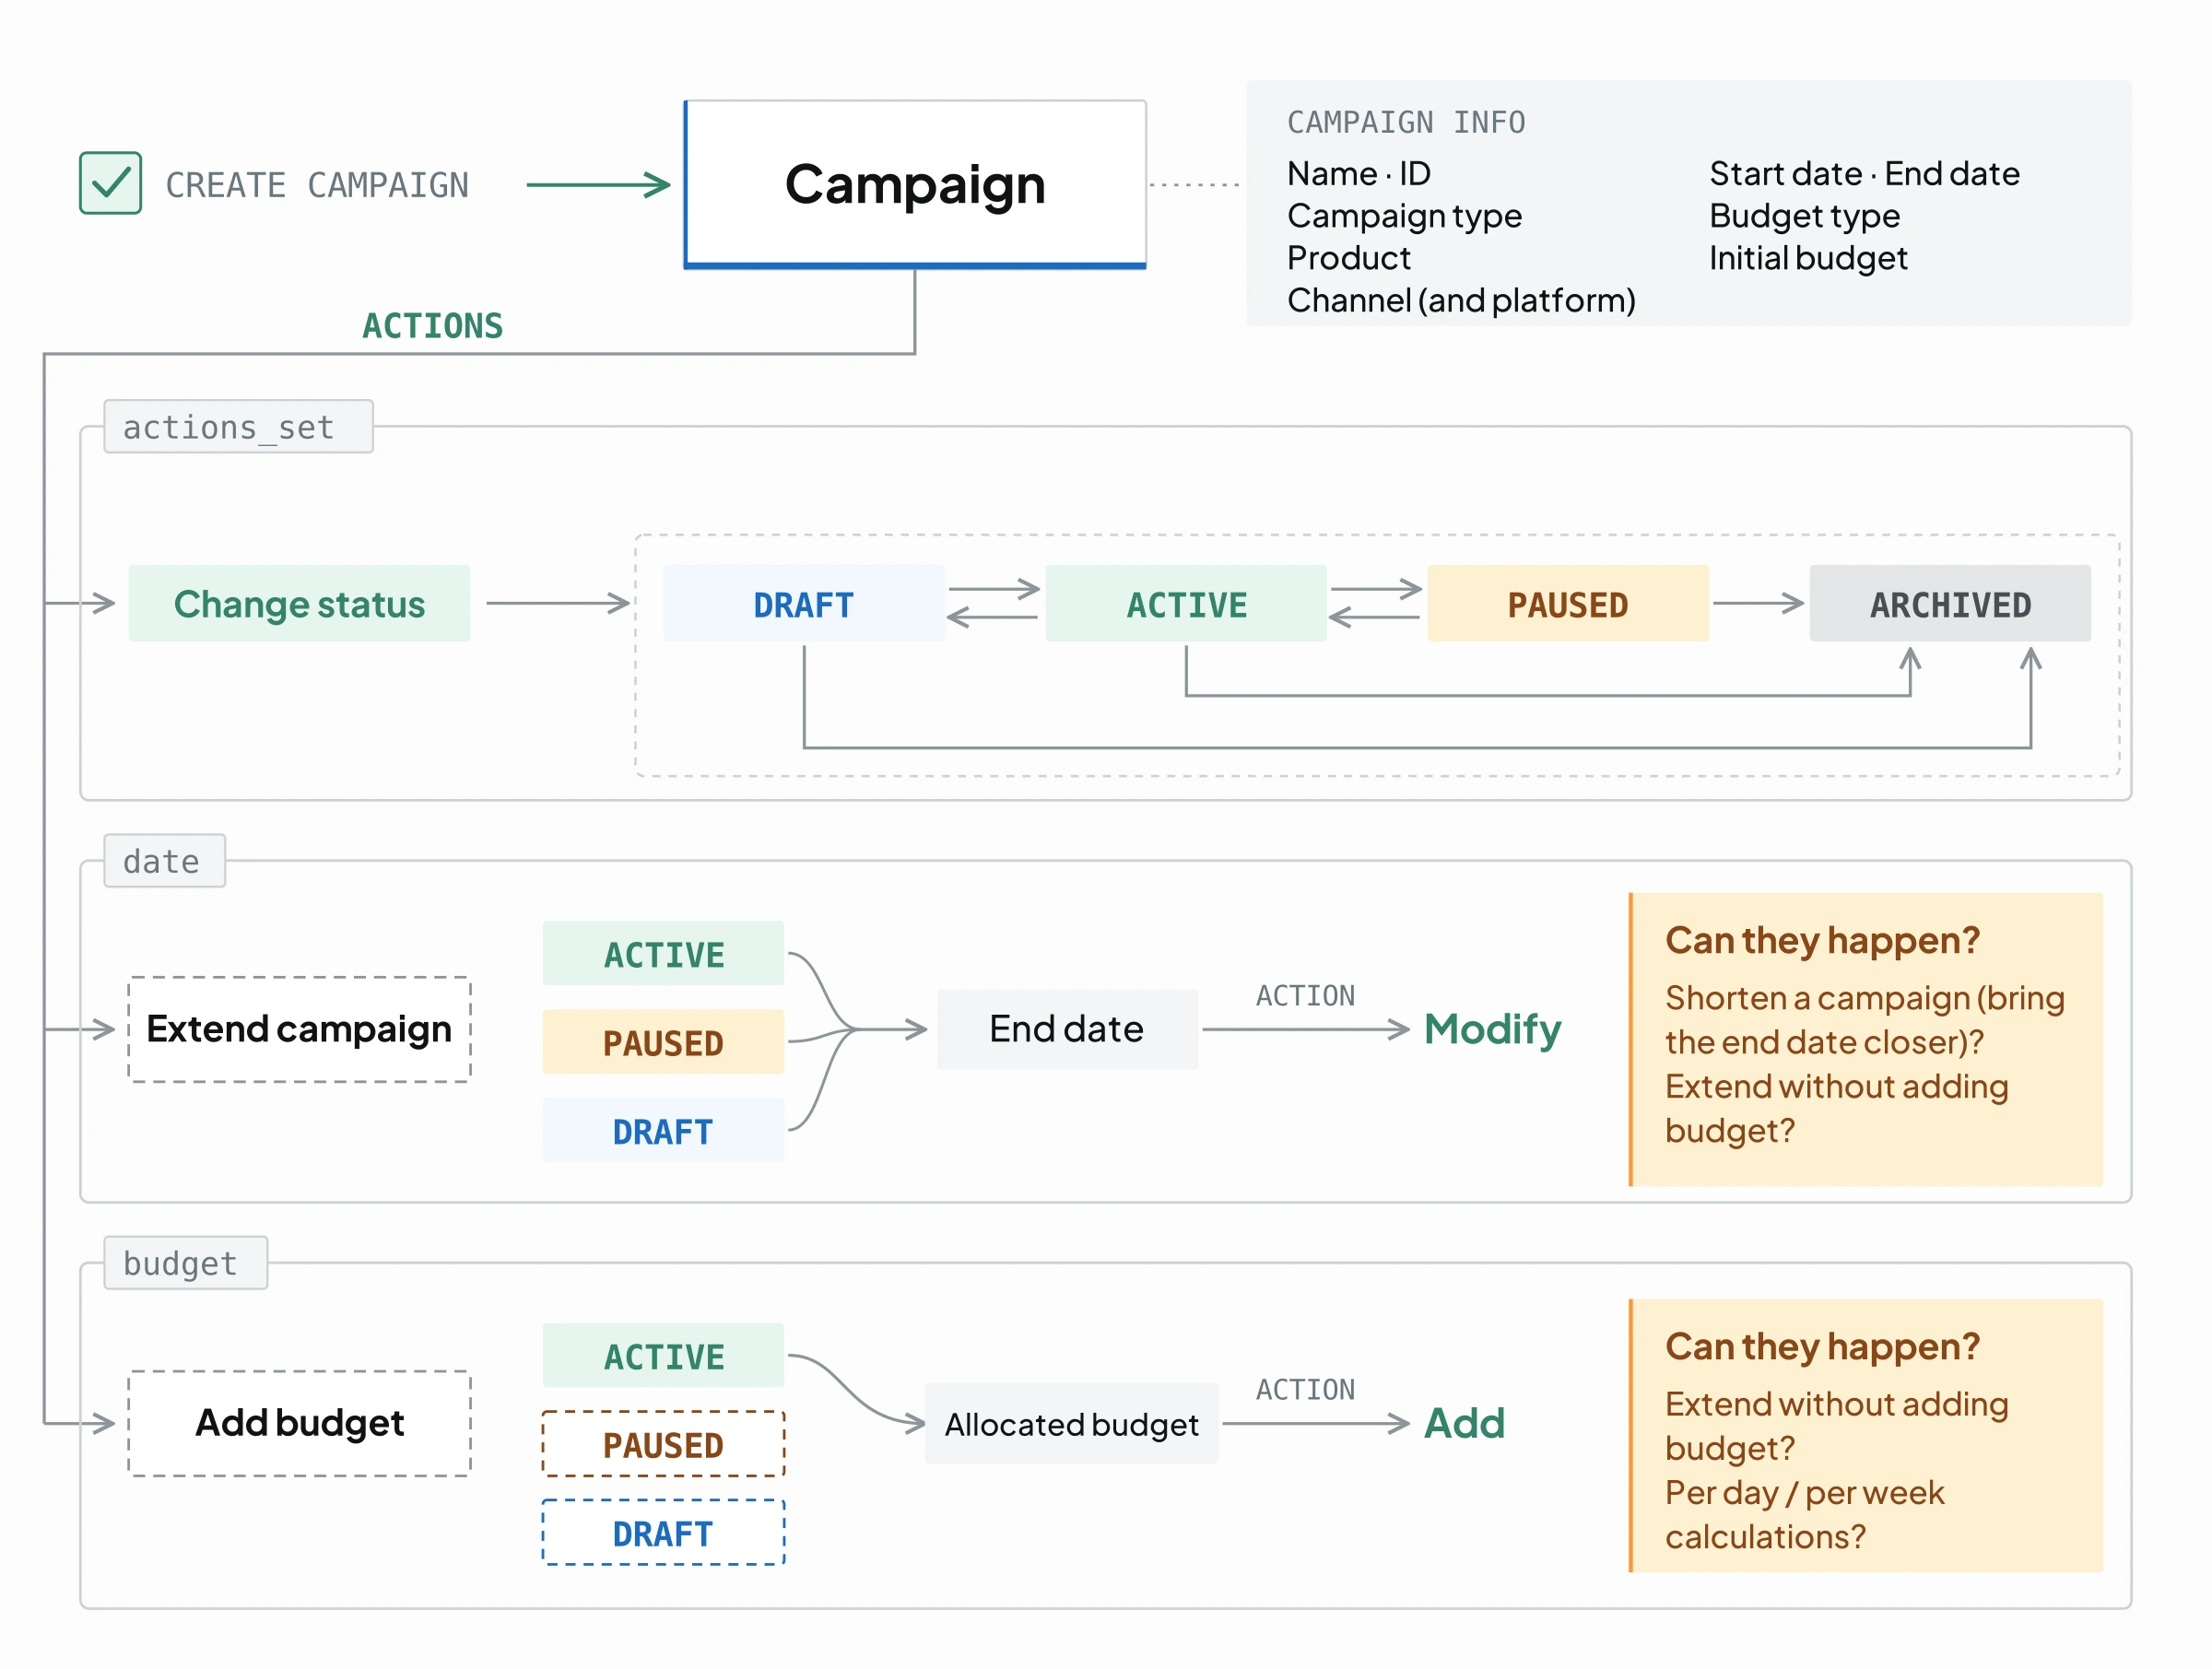 CREATE CAMPAIGN
Campaign
CAMPAIGN INFO
Name · ID
Campaign type
Product
Channel (and platform)
Start date · End date
Budget type
Initial budget
ACTIONS
actions_set
Change status
DRAFT
ACTIVE
PAUSED
ARCHIVED
date
Extend campaign
ACTIVE
PAUSED
DRAFT
End date
ACTION
Modify
Can they happen?
Shorten a campaign (bring
the end date closer)?
Extend without adding
budget?
budget
Add budget
ACTIVE
PAUSED
DRAFT
Allocated budget
ACTION
Add
Can they happen?
Extend without adding
budget?
Per day / per week
calculations?